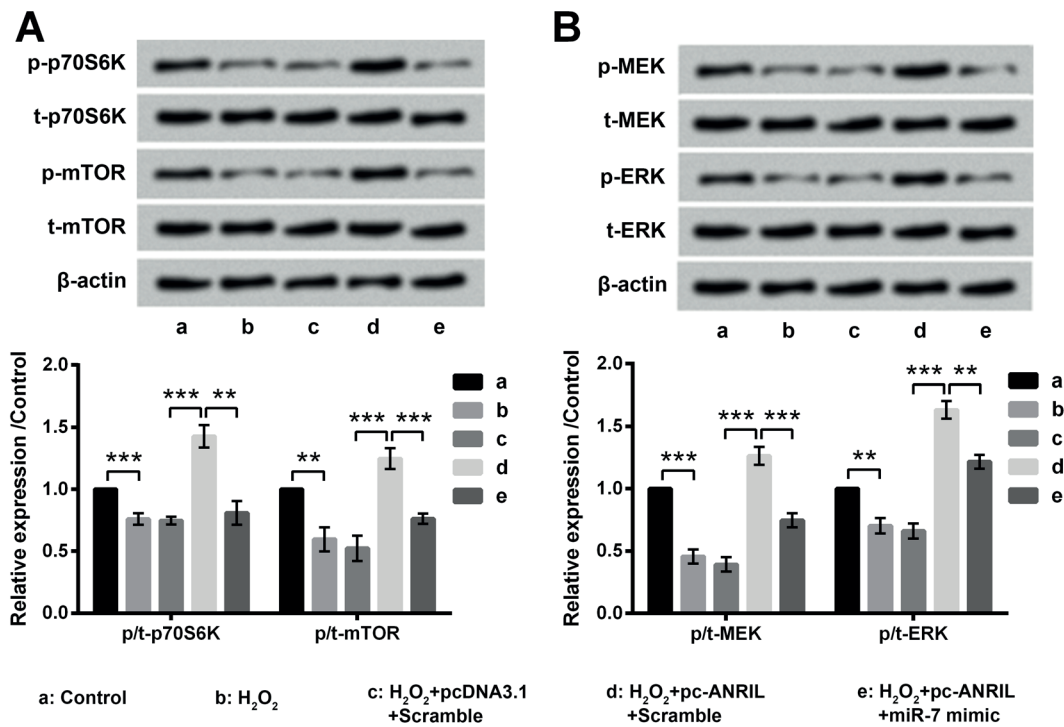 A
p-p70S6K
t-p70S6K
p-mTOR
t-mTOR
β-actin
a b c d e
Relative expression /Control
2.0
1.5
1.0
0.5
0.0
*** *** ** ** *** ***
p/t-p70S6K p/t-mTOR
a
b
c
d
e
B
p-MEK
t-MEK
p-ERK
t-ERK
β-actin
a b c d e
Relative expression /Control
2.0
1.5
1.0
0.5
0.0
*** *** *** ** *** **
p/t-MEK p/t-ERK
a
b
c
d
e
a: Control
b: H₂O₂
c: H₂O₂+pcDNA3.1
+Scramble
d: H₂O₂+pc-ANRIL
+Scramble
e: H₂O₂+pc-ANRIL
+miR-7 mimic